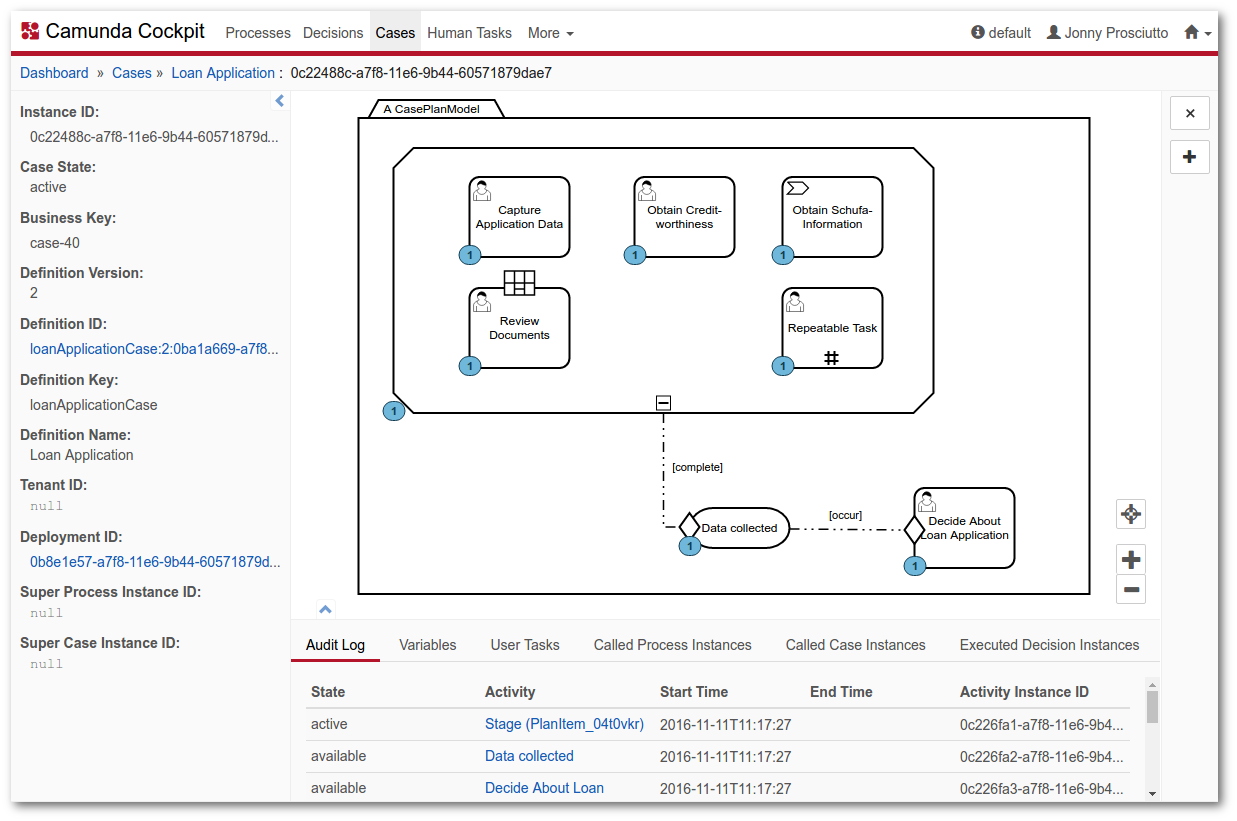 Camunda Cockpit Processes Decisions Cases Human Tasks More default Jonny Prosciutto
Dashboard » Cases » Loan Application : 0c22488c-a7f8-11e6-9b44-60571879dae7
Instance ID:
0c22488c-a7f8-11e6-9b44-60571879d...
Case State:
active
Business Key:
case-40
Definition Version:
2
Definition ID:
loanApplicationCase:2:0ba1a669-a7f8...
Definition Key:
loanApplicationCase
Definition Name:
Loan Application
Tenant ID:
null
Deployment ID:
0b8e1e57-a7f8-11e6-9b44-60571879d...
Super Process Instance ID:
null
Super Case Instance ID:
null
A CasePlanModel
Capture
Application Data
1
Obtain Credit-
worthiness
1
Obtain Schufa-
Information
1
Review
Documents
1
Repeatable Task
1
1
[complete]
Data collected
1
[occur]
Decide About
Loan Application
1
Audit Log Variables User Tasks Called Process Instances Called Case Instances Executed Decision Instances
State Activity Start Time End Time Activity Instance ID
active Stage (PlanItem_04t0vkr) 2016-11-11T11:17:27 0c226fa1-a7f8-11e6-9b4...
available Data collected 2016-11-11T11:17:27 0c226fa2-a7f8-11e6-9b4...
available Decide About Loan 2016-11-11T11:17:27 0c226fa3-a7f8-11e6-9b4...